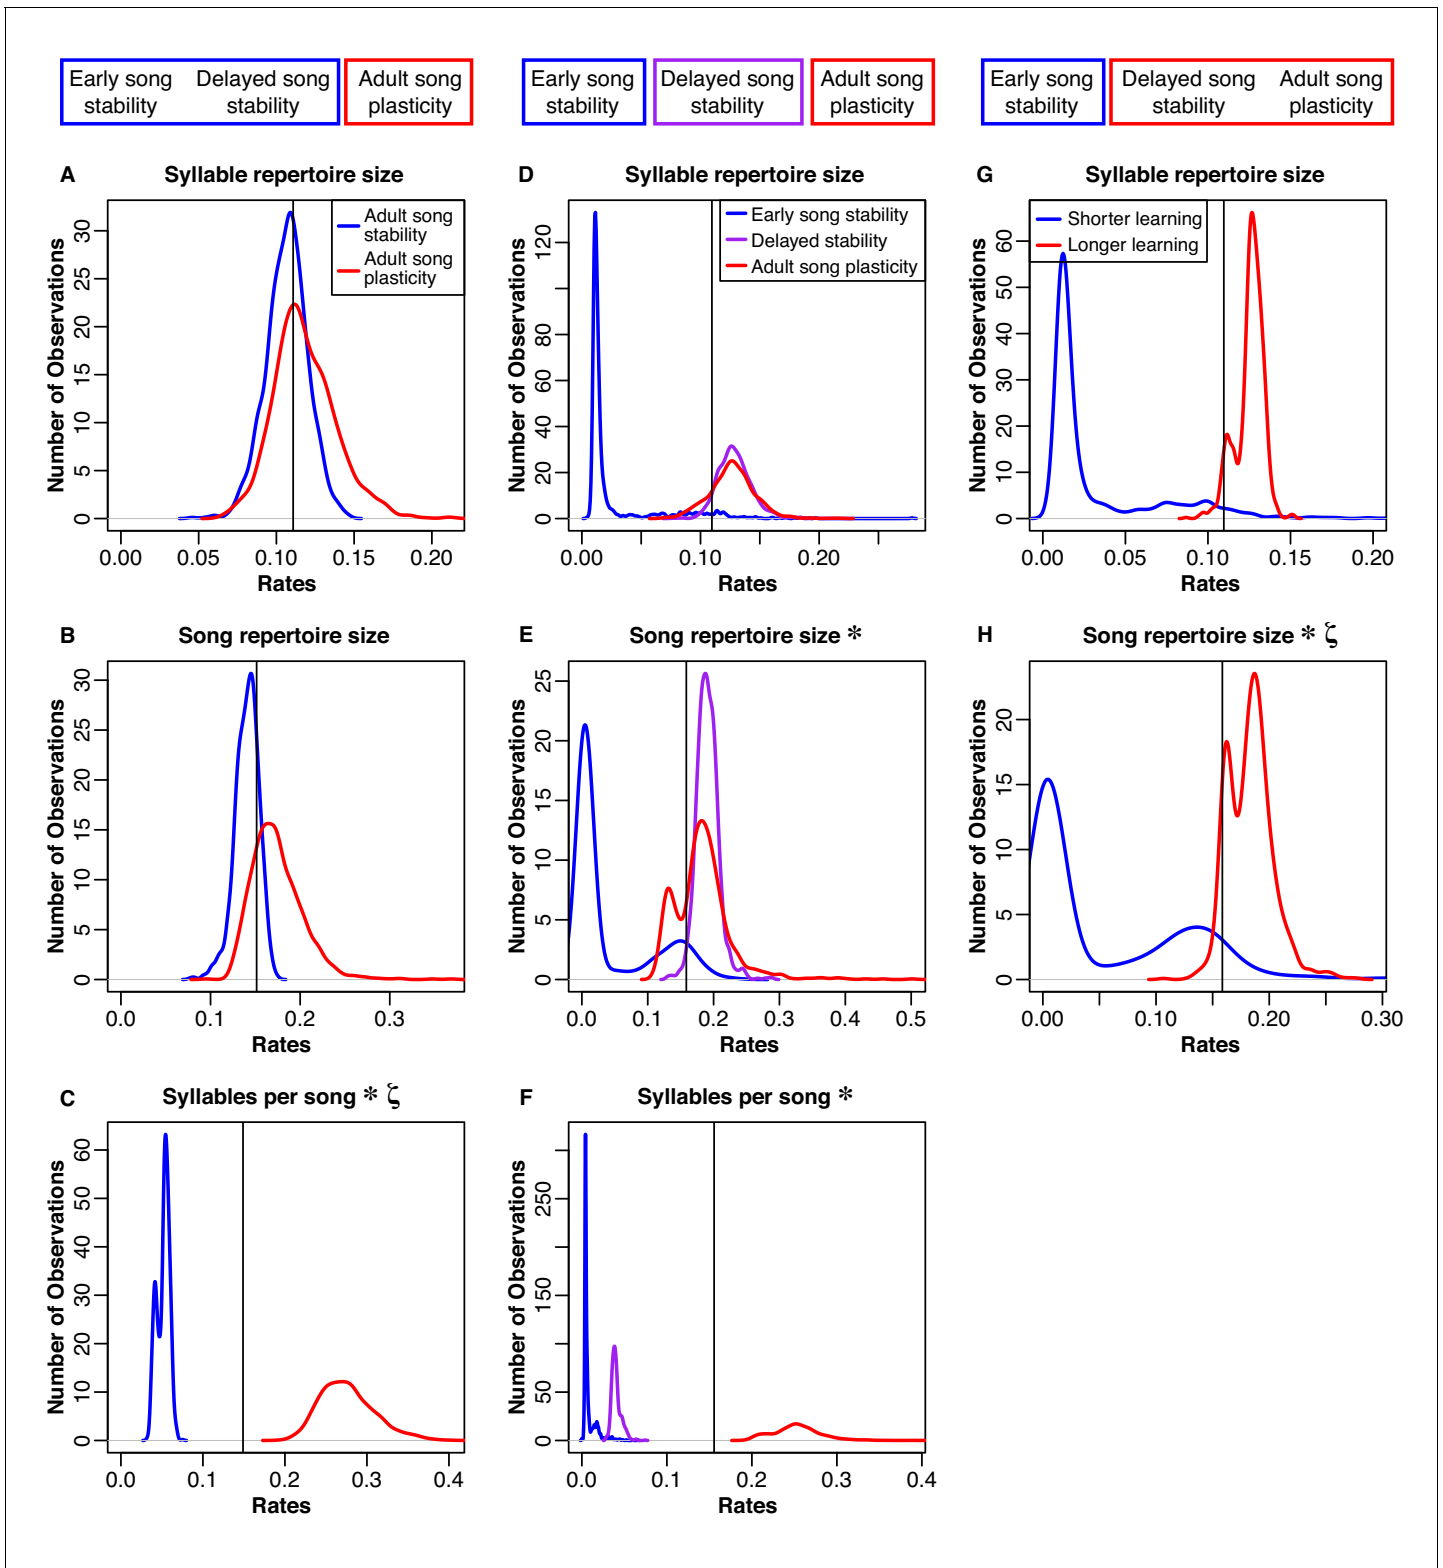 Early song Delayed song Adult song
stability stability plasticity
Early song Delayed song Adult song
stability stability plasticity
Early song Delayed song Adult song
stability stability plasticity
A Syllable repertoire size
Adult song
stability
Adult song
plasticity
Number of Observations
0 5 10 15 20 25 30
0.00 0.05 0.10 0.15 0.20
Rates
D Syllable repertoire size
Early song stability
Delayed stability
Adult song plasticity
Number of Observations
0 20 40 60 80 120
0.00 0.10 0.20
Rates
G Syllable repertoire size
Shorter learning
Longer learning
Number of Observations
0 10 20 30 40 50 60
0.00 0.05 0.10 0.15 0.20
Rates
B Song repertoire size
Number of Observations
0 5 10 15 20 25 30
0.0 0.1 0.2 0.3
Rates
E Song repertoire size *
Number of Observations
0 5 10 15 20 25
0.0 0.1 0.2 0.3 0.4 0.5
Rates
H Song repertoire size * ζ
Number of Observations
0 5 10 15 20
0.00 0.10 0.20 0.30
Rates
C Syllables per song * ζ
Number of Observations
0 10 20 30 40 50 60
0.0 0.1 0.2 0.3 0.4
Rates
F Syllables per song *
Number of Observations
0 50 150 250
0.0 0.1 0.2 0.3 0.4
Rates